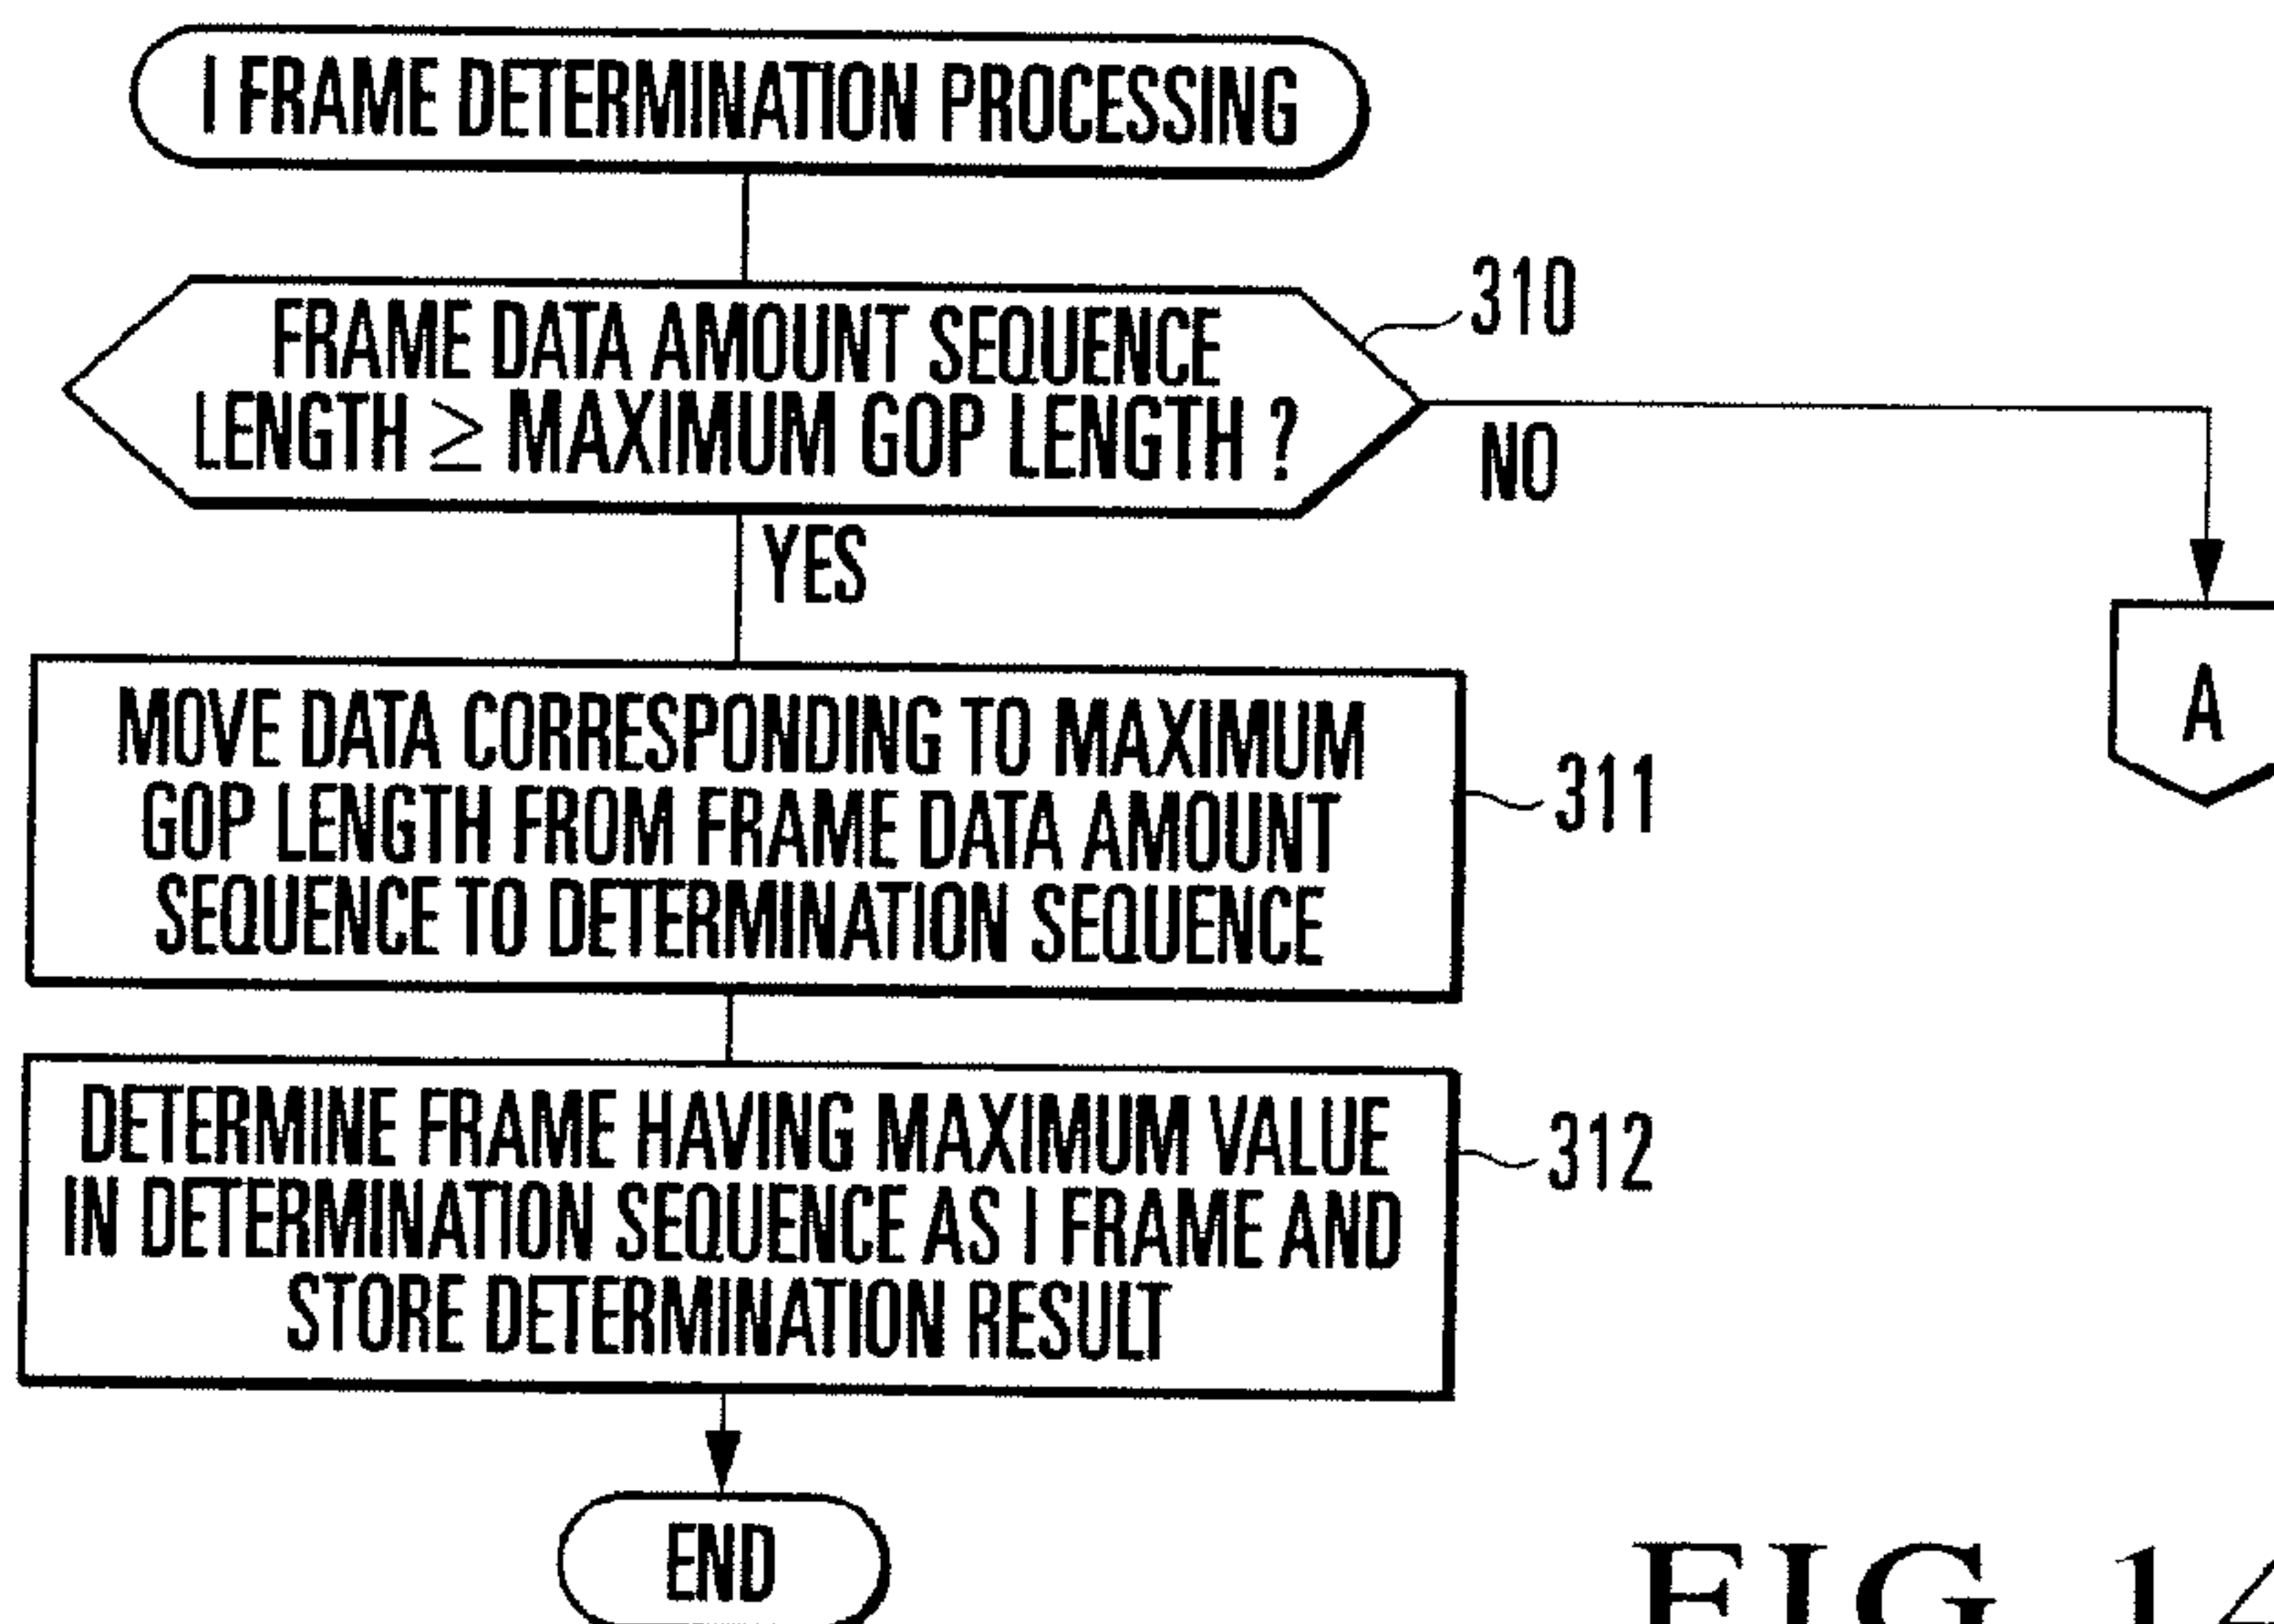 I FRAME DETERMINATION PROCESSING
310
FRAME DATA AMOUNT SEQUENCE
LENGTH ≥ MAXIMUM GOP LENGTH ?
NO
YES
A
MOVE DATA CORRESPONDING TO MAXIMUM
GOP LENGTH FROM FRAME DATA AMOUNT
SEQUENCE TO DETERMINATION SEQUENCE
311
DETERMINE FRAME HAVING MAXIMUM VALUE
IN DETERMINATION SEQUENCE AS I FRAME AND
STORE DETERMINATION RESULT
312
END
FIG